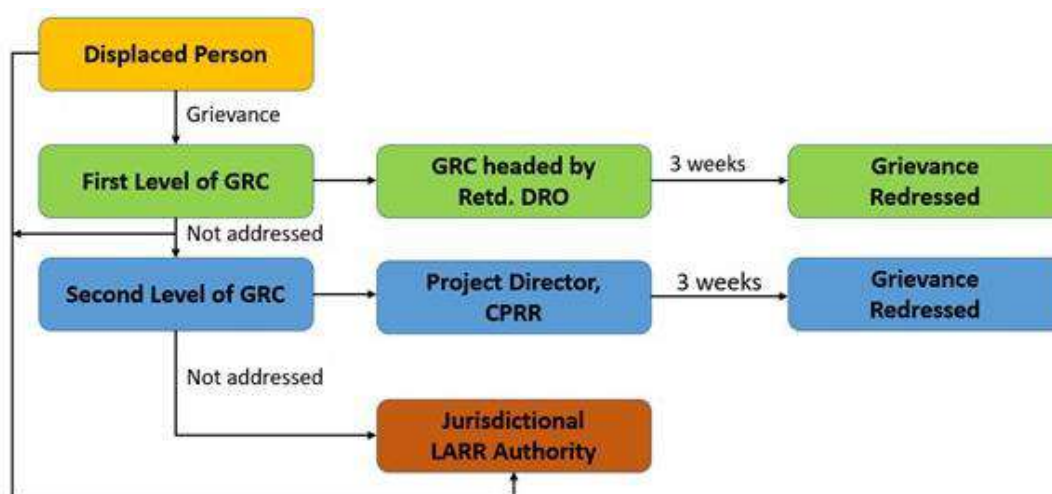 Displaced Person
Grievance
First Level of GRC
GRC headed by
Retd. DRO
3 weeks
Grievance
Redressed
Not addressed
Second Level of GRC
Project Director,
CPRR
3 weeks
Grievance
Redressed
Not addressed
Jurisdictional
LARR Authority